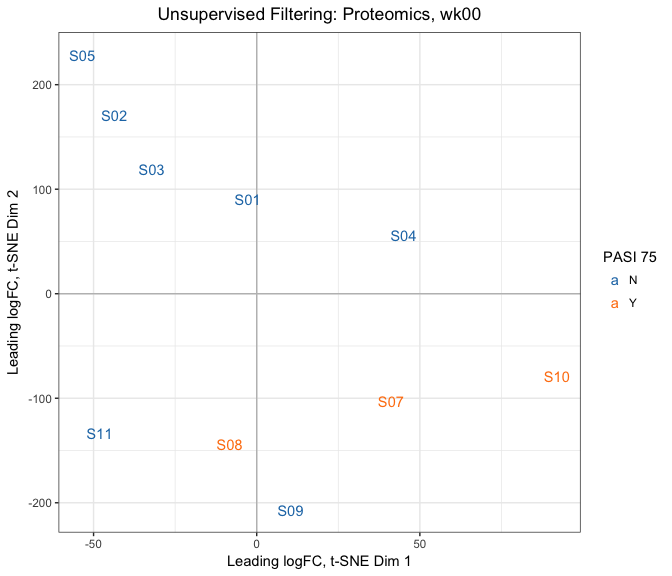 Unsupervised Filtering: Proteomics, wk00
S05
200
S02
S03
100
S01
S04
Leading logFC, t-SNE Dim 2
PASI 75
a N
0
a Y
S10
-100
S07
S11
S08
-200
S09
-50 0 50
Leading logFC, t-SNE Dim 1